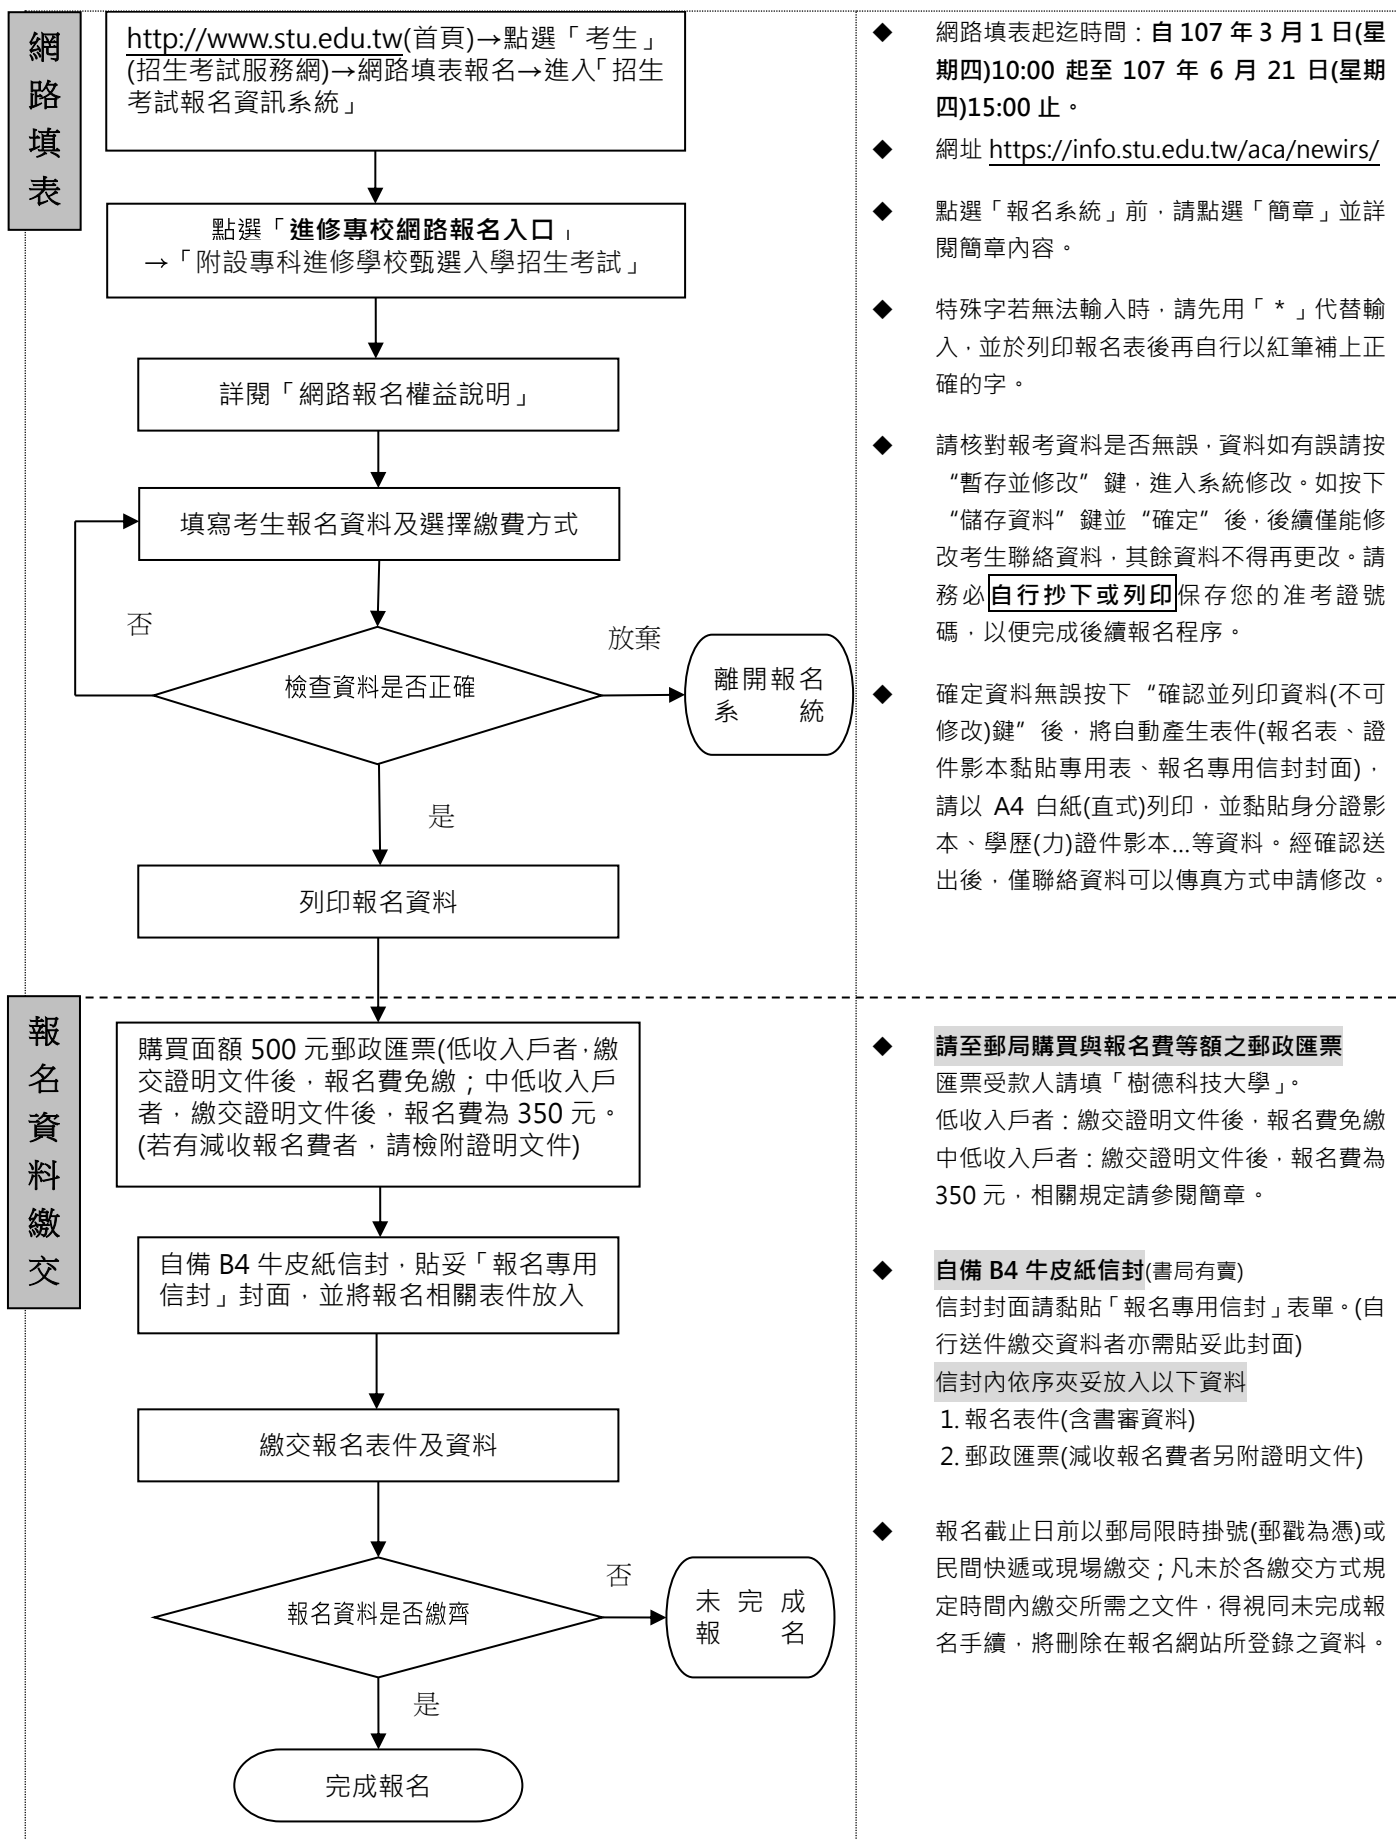 網
路
填
表
http://www.stu.edu.tw(首頁)→點選「考生」
(招生考試服務網)→網路填表報名→進入「招生
考試報名資訊系統」
點選「進修專校網路報名入口」
→「附設專科進修學校甄選入學招生考試」
詳閱「網路報名權益說明」
填寫考生報名資料及選擇繳費方式
否
檢查資料是否正確
放棄
離開報名
系統
是
列印報名資料
◆ 網路填表起迄時間：自 107 年 3 月 1 日(星
期四)10:00 起至 107 年 6 月 21 日(星期
四)15:00 止。
◆ 網址 https://info.stu.edu.tw/aca/newirs/
◆ 點選「報名系統」前，請點選「簡章」並詳
閱簡章內容。
◆ 特殊字若無法輸入時，請先用「 * 」代替輸
入，並於列印報名表後再自行以紅筆補上正
確的字。
◆ 請核對報考資料是否無誤，資料如有誤請按
“暫存並修改”鍵，進入系統修改。如按下
“儲存資料”鍵並“確定”後，後續僅能修
改考生聯絡資料，其餘資料不得再更改。請
務必自行抄下或列印保存您的准考證號
碼，以便完成後續報名程序。
◆ 確定資料無誤按下“確認並列印資料(不可
修改)鍵”後，將自動產生表件(報名表、證
件影本黏貼專用表、報名專用信封封面)，
請以 A4 白紙(直式)列印，並黏貼身分證影
本、學歷(力)證件影本…等資料。經確認送
出後，僅聯絡資料可以傳真方式申請修改。
報
名
資
料
繳
交
購買面額 500 元郵政匯票(低收入戶者，繳
交證明文件後，報名費免繳；中低收入戶
者，繳交證明文件後，報名費為 350 元。
(若有減收報名費者，請檢附證明文件)
自備 B4 牛皮紙信封，貼妥「報名專用
信封」封面，並將報名相關表件放入
繳交報名表件及資料
報名資料是否繳齊
否
未完成
報名
是
完成報名
◆ 請至郵局購買與報名費等額之郵政匯票
匯票受款人請填「樹德科技大學」。
低收入戶者：繳交證明文件後，報名費免繳
中低收入戶者：繳交證明文件後，報名費為
350 元，相關規定請參閱簡章。
◆ 自備 B4 牛皮紙信封(書局有賣)
信封封面請黏貼「報名專用信封」表單。(自
行送件繳交資料者亦需貼妥此封面)
信封內依序夾妥放入以下資料
1. 報名表件(含書審資料)
2. 郵政匯票(減收報名費者另附證明文件)
◆ 報名截止日前以郵局限時掛號(郵戳為憑)或
民間快遞或現場繳交；凡未於各繳交方式規
定時間內繳交所需之文件，得視同未完成報
名手續，將刪除在報名網站所登錄之資料。